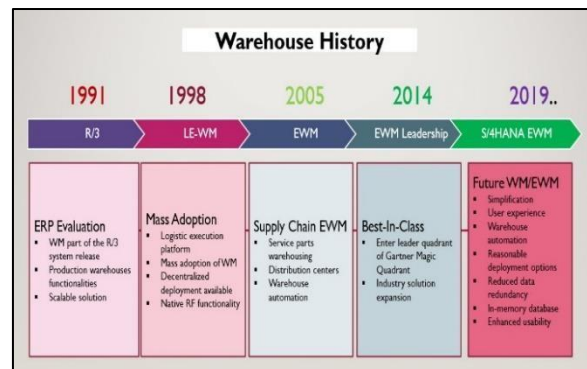 Warehouse History
1991
1998
2005
2014
2019..
R/3
LE-WM
EWM
EWM Leadership
S/4HANA EWM
ERP Evaluation
WM part of the R/3
system release
Production warehouses
functionalities
Scalable solution
Mass Adoption
Logistic execution
platform
Mass adoption of WM
Decentralized
deployment available
Native RF functionality
Supply Chain EWM
Service parts
warehousing
Distribution centers
Warehouse
automation
Best-In-Class
Enter leader quadrant
of Gartner Magic
Quadrant
Industry solution
expansion
Future WM/EWM
Simplification
User experience
Warehouse
automation
Reasonable
deployment options
Reduced data
redundancy
In-memory database
Enhanced usability